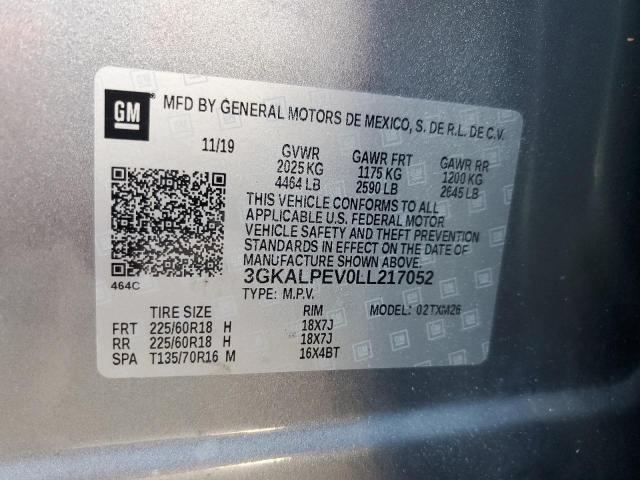 GM
MFD BY GENERAL MOTORS DE MEXICO, S. DE R.L. DE C.V.
11/19
GVWR GAWR FRT GAWR RR
2025 KG 1175 KG 1200 KG
4464 LB 2590 LB 2645 LB
THIS VEHICLE CONFORMS TO ALL
APPLICABLE U.S. FEDERAL MOTOR
VEHICLE SAFETY AND THEFT PREVENTION
STANDARDS IN EFFECT ON THE DATE OF
MANUFACTURE SHOWN ABOVE.
464C
3GKALPEV0LL217052
TYPE: M.P.V. MODEL: 02TXM26
TIRE SIZE RIM
FRT 225/60R18 H 18X7J
RR 225/60R18 H 18X7J
SPA T135/70R16 M 16X4BT